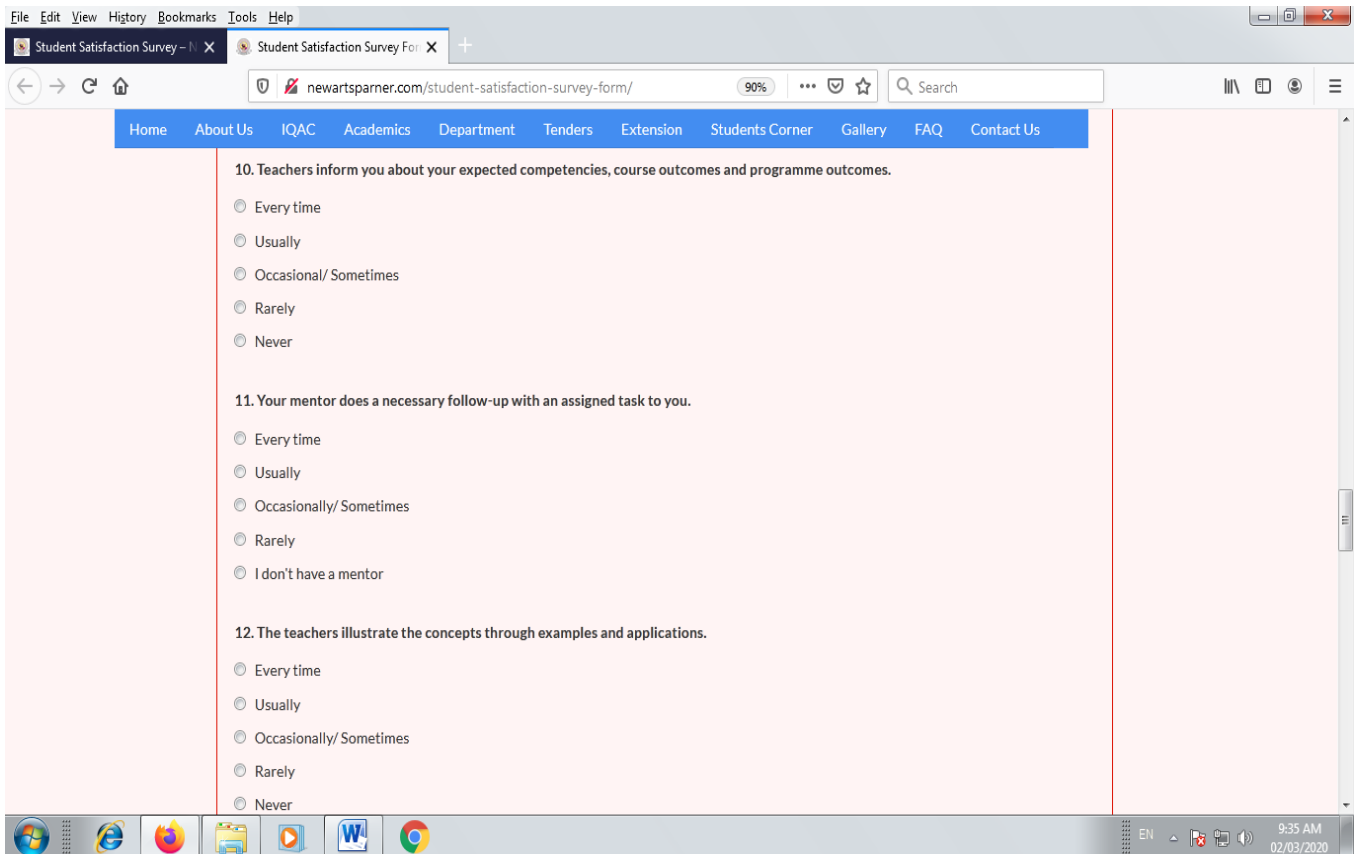 File Edit View History Bookmarks Tools Help
Student Satisfaction Survey – N
Student Satisfaction Survey For
newartsparner.com/student-satisfaction-survey-form/
90%
Search
Home About Us IQAC Academics Department Tenders Extension Students Corner Gallery FAQ Contact Us
10. Teachers inform you about your expected competencies, course outcomes and programme outcomes.
Every time
Usually
Occasional/ Sometimes
Rarely
Never
11. Your mentor does a necessary follow-up with an assigned task to you.
Every time
Usually
Occasionally/ Sometimes
Rarely
I don't have a mentor
12. The teachers illustrate the concepts through examples and applications.
Every time
Usually
Occasionally/ Sometimes
Rarely
Never
EN
9:35 AM
02/03/2020